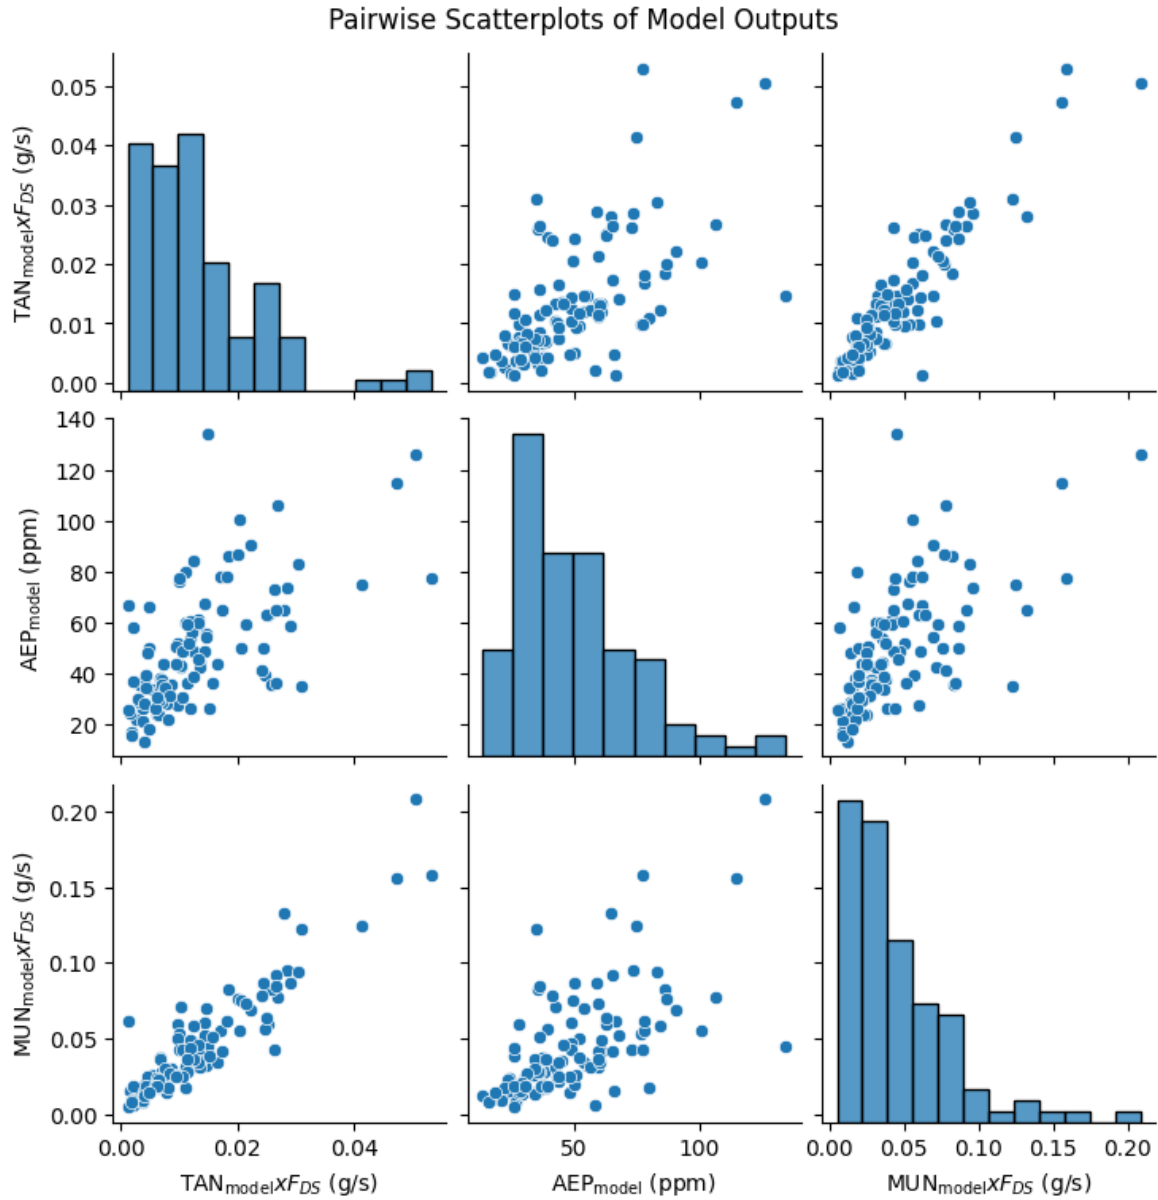 Pairwise Scatterplots of Model Outputs
TAN_model xF_DS (g/s)
0.05
0.04
0.03
0.02
0.01
0.00
AEP_model (ppm)
140
120
100
80
60
40
20
MUN_model xF_DS (g/s)
0.20
0.15
0.10
0.05
0.00
0.00 0.02 0.04
50 100
0.00 0.05 0.10 0.15 0.20
TAN_model xF_DS (g/s)
AEP_model (ppm)
MUN_model xF_DS (g/s)